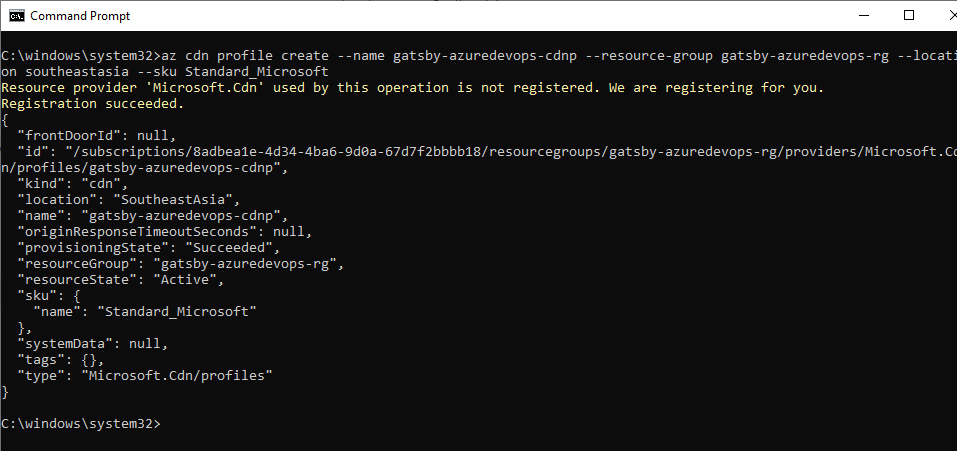 Command Prompt
C:\windows\system32>az cdn profile create --name gatsby-azuredevops-cdnp --resource-group gatsby-azuredevops-rg --locati
on southeastasia --sku Standard_Microsoft
Resource provider 'Microsoft.Cdn' used by this operation is not registered. We are registering for you.
Registration succeeded.
{
  "frontDoorId": null,
  "id": "/subscriptions/8adbea1e-4d34-4ba6-9d0a-67d7f2bbbb18/resourcegroups/gatsby-azuredevops-rg/providers/Microsoft.Cd
n/profiles/gatsby-azuredevops-cdnp",
  "kind": "cdn",
  "location": "SoutheastAsia",
  "name": "gatsby-azuredevops-cdnp",
  "originResponseTimeoutSeconds": null,
  "provisioningState": "Succeeded",
  "resourceGroup": "gatsby-azuredevops-rg",
  "resourceState": "Active",
  "sku": {
    "name": "Standard_Microsoft"
  },
  "systemData": null,
  "tags": {},
  "type": "Microsoft.Cdn/profiles"
}
C:\windows\system32>